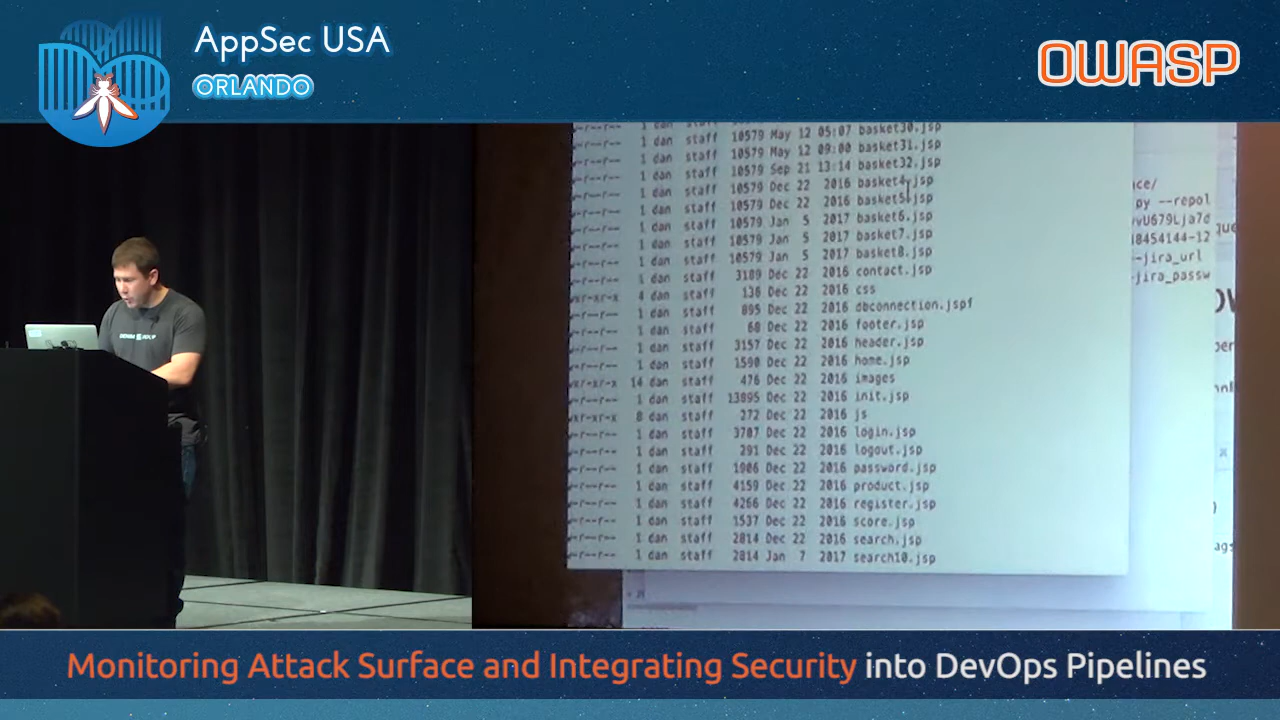 AppSec USA
ORLANDO
OWASP
1 dan staff 10579 May 12 05:07 basket30.jsp
1 dan staff 10579 May 12 09:00 basket31.jsp
1 dan staff 10579 Sep 21 13:14 basket32.jsp
1 dan staff 10579 Dec 22 2016 basket4.jsp
1 dan staff 10579 Dec 22 2016 basket5.jsp
1 dan staff 10579 Jan 5 2017 basket6.jsp
1 dan staff 10579 Jan 5 2017 basket7.jsp
1 dan staff 10579 Jan 5 2017 basket8.jsp
1 dan staff 3189 Dec 22 2016 contact.jsp
4 dan staff 136 Dec 22 2016 css
1 dan staff 895 Dec 22 2016 dbconnection.jspf
1 dan staff 60 Dec 22 2016 footer.jsp
1 dan staff 3157 Dec 22 2016 header.jsp
1 dan staff 1590 Dec 22 2016 home.jsp
14 dan staff 476 Dec 22 2016 images
1 dan staff 13895 Dec 22 2016 init.jsp
8 dan staff 272 Dec 22 2016 js
1 dan staff 3787 Dec 22 2016 login.jsp
1 dan staff 291 Dec 22 2016 logout.jsp
1 dan staff 1906 Dec 22 2016 password.jsp
1 dan staff 4159 Dec 22 2016 product.jsp
1 dan staff 4266 Dec 22 2016 register.jsp
1 dan staff 1537 Dec 22 2016 score.jsp
1 dan staff 2814 Dec 22 2016 search.jsp
1 dan staff 2814 Jan 7 2017 search10.jsp
nce/
py --repol
vU679Lja7d
8454144-12
-jira_url
-jira_passw
Monitoring Attack Surface and Integrating Security into DevOps Pipelines